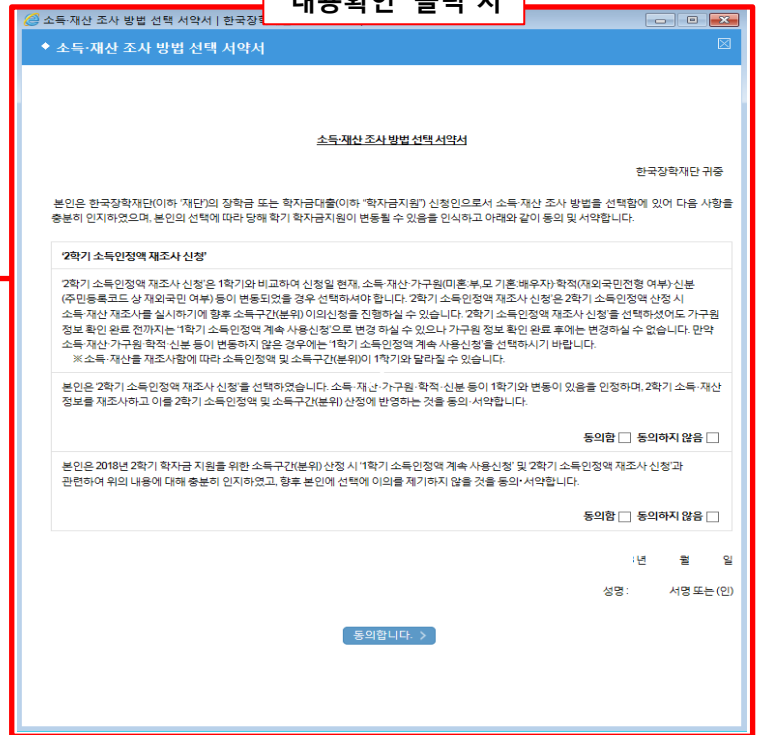 내용확인 클릭 시
소득·재산 조사 방법 선택 서약서 | 한국장학
소득·재산 조사 방법 선택 서약서
소득·재산 조사 방법 선택 서약서
한국장학재단 귀중
본인은 한국장학재단(이하 '재단')의 장학금 또는 학자금대출(이하 "학자금지원") 신청인으로서 소득·재산 조사 방법을 선택함에 있어 다음 사항을
충분히 인지하였으며, 본인의 선택에 따라 당해 학기 학자금지원이 변동될 수 있음을 인식하고 아래와 같이 동의 및 서약합니다.
'2학기 소득인정액 재조사 신청'
'2학기 소득인정액 재조사 신청'은 1학기와 비교하여 신청일 현재, 소득·재산·가구원(미혼:부,모 기혼:배우자)·학적(재외국민전형 여부)·신분
(주민등록코드 상 재외국민 여부) 등이 변동되었을 경우 선택하셔야 합니다. '2학기 소득인정액 재조사 신청'은 2학기 소득인정액 산정 시
소득·재산 재조사를 실시하기에 향후 소득구간(분위) 이의신청을 진행하실 수 있습니다. '2학기 소득인정액 재조사 신청'을 선택하셨어도 가구원
정보 확인 완료 전까지는 '1학기 소득인정액 계속 사용신청'으로 변경 하실 수 있으나 가구원 정보 확인 완료 후에는 변경하실 수 없습니다. 만약
소득·재산·가구원·학적·신분 등이 변동하지 않은 경우에는 '1학기 소득인정액 계속 사용신청'을 선택하시기 바랍니다.
※ 소득·재산을 재조사함에 따라 소득인정액 및 소득구간(분위)이 1학기와 달라질 수 있습니다.
본인은 '2학기 소득인정액 재조사 신청'을 선택하였습니다. 소득·재산·가구원·학적·신분 등이 1학기와 변동이 있음을 인정하며, 2학기 소득·재산
정보를 재조사하고 이를 2학기 소득인정액 및 소득구간(분위) 산정에 반영하는 것을 동의·서약합니다.
동의함 □ 동의하지 않음 □
본인은 2018년 2학기 학자금 지원을 위한 소득구간(분위) 산정 시 '1학기 소득인정액 계속 사용신청' 및 '2학기 소득인정액 재조사 신청'과
관련하여 위의 내용에 대해 충분히 인지하였고, 향후 본인에 선택에 이의를 제기하지 않을 것을 동의·서약합니다.
동의함 □ 동의하지 않음 □
년 월 일
성명 : 서명 또는 (인)
동의합니다. >